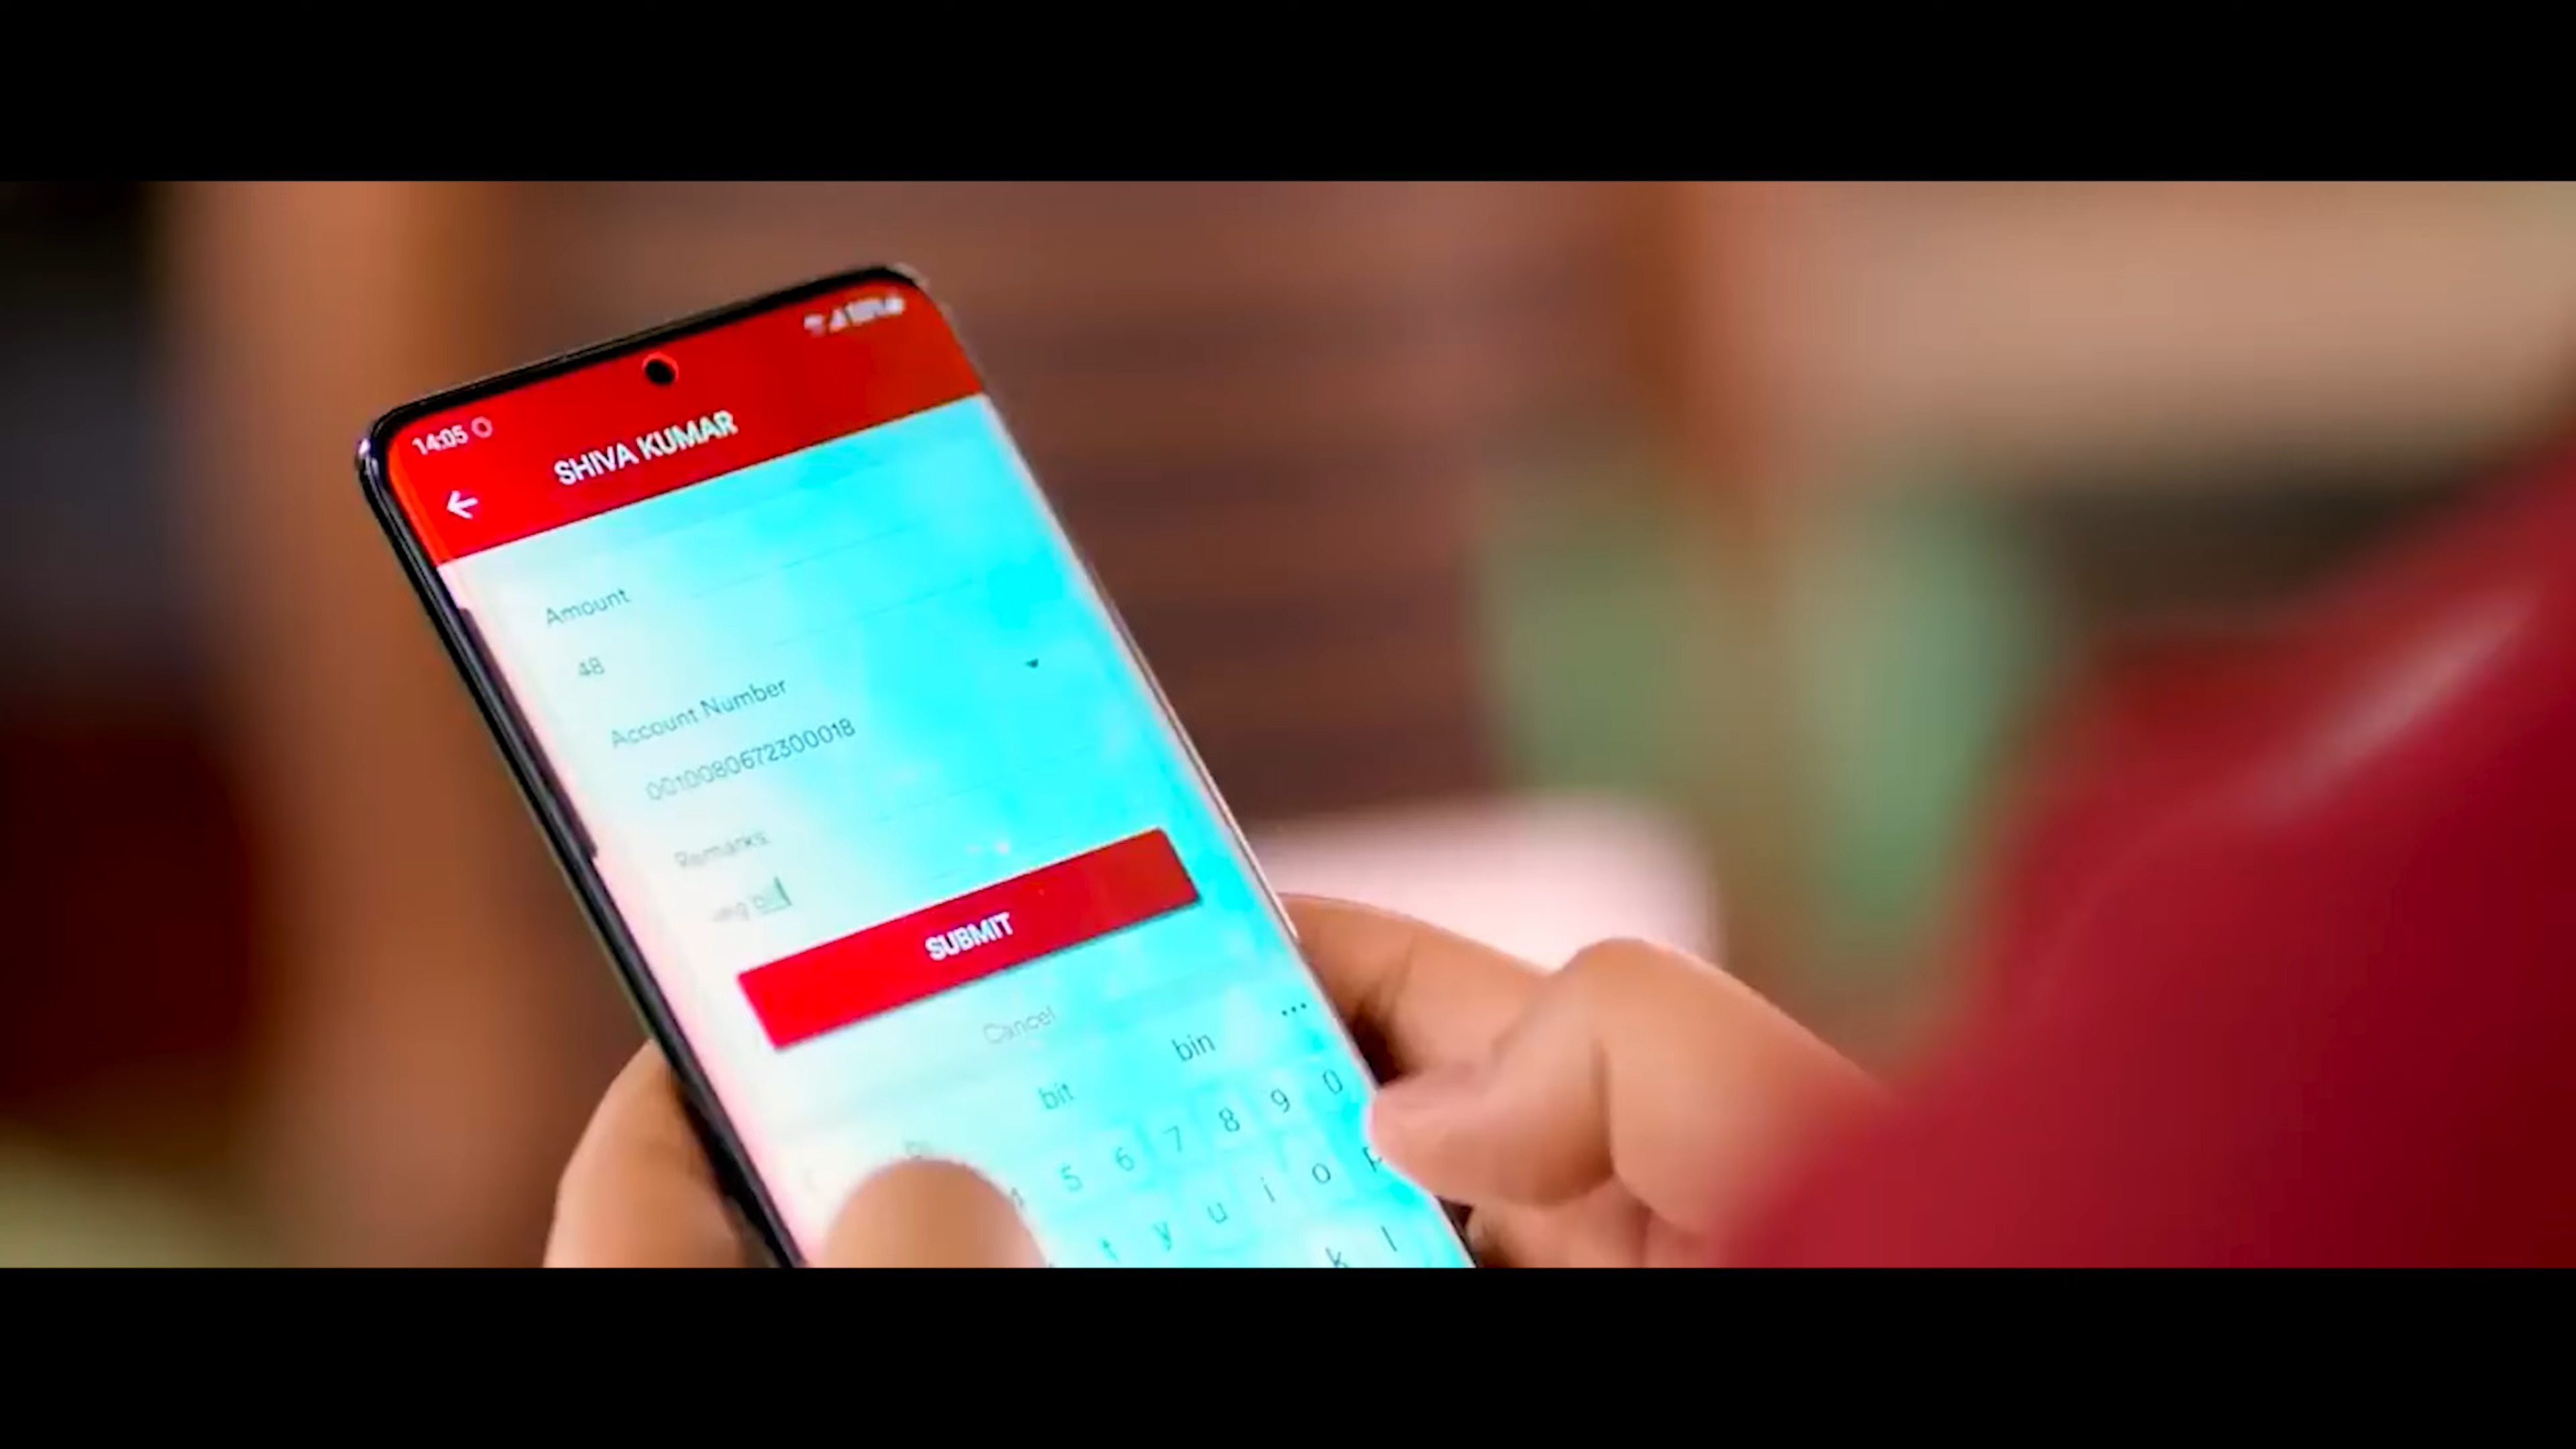 14:05
SHIVA KUMAR
Amount
48
Account Number
0010080672300018
Remarks
veg
SUBMIT
Cancel
bit bin ...
5 6 7 8 9 0
t y u i o p
k l